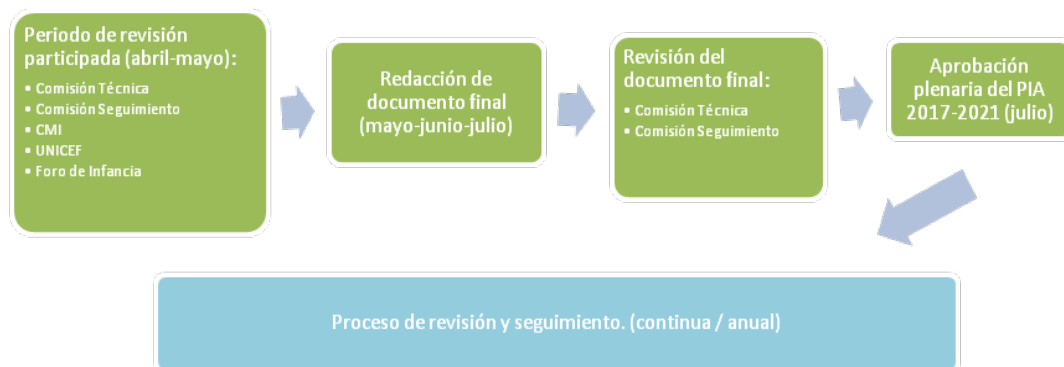 Periodo de revisión
participada (abril-mayo):
• Comisión Técnica
• Comisión Seguimiento
• CMI
• UNICEF
• Foro de Infancia
Redacción de
documento final
(mayo-junio-julio)
Revisión del
documento final:
• Comisión Técnica
• Comisión Seguimiento
Aprobación
plenaria del PIA
2017-2021 (julio)
Proceso de revisión y seguimiento. (continua / anual)